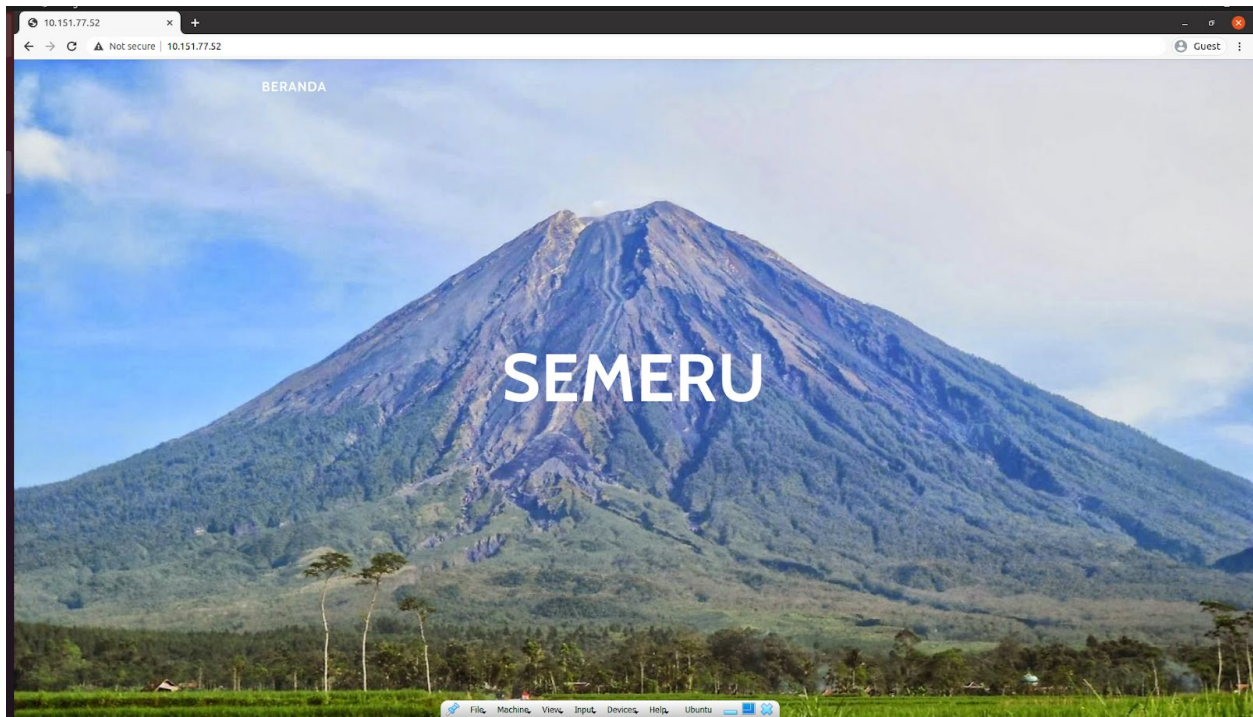 10.151.77.52
Not secure | 10.151.77.52
Guest
BERANDA
SEMERU
File Machine View Input Devices Help Ubuntu